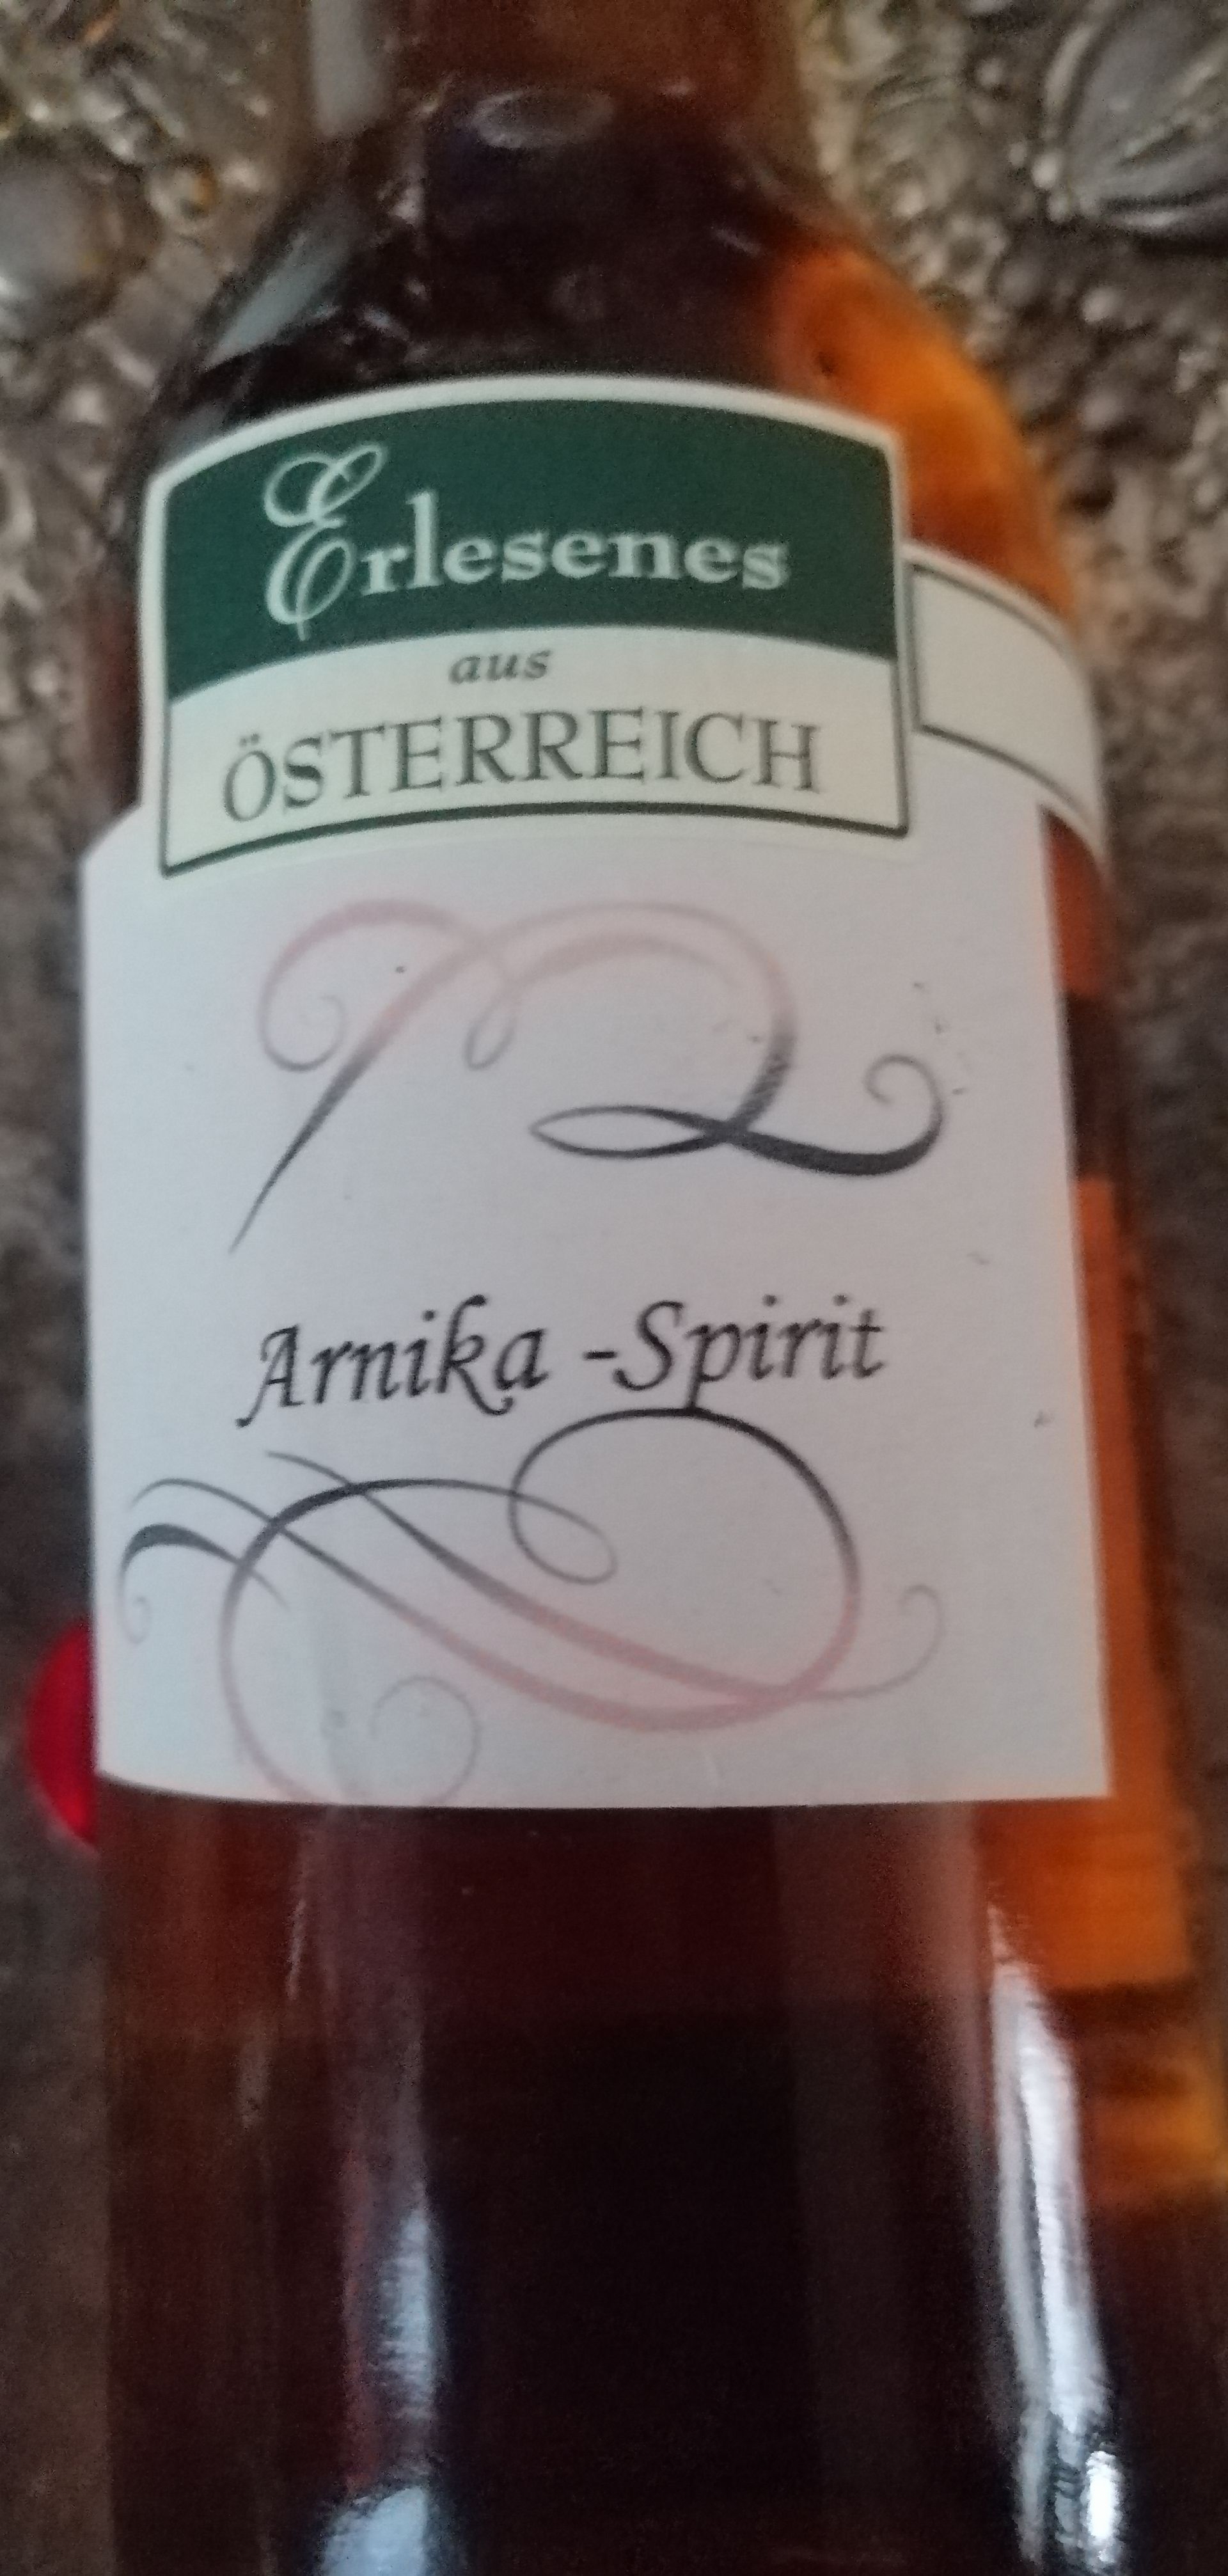 Erlesenes
aus
ÖSTERREICH
Arnika -Spirit